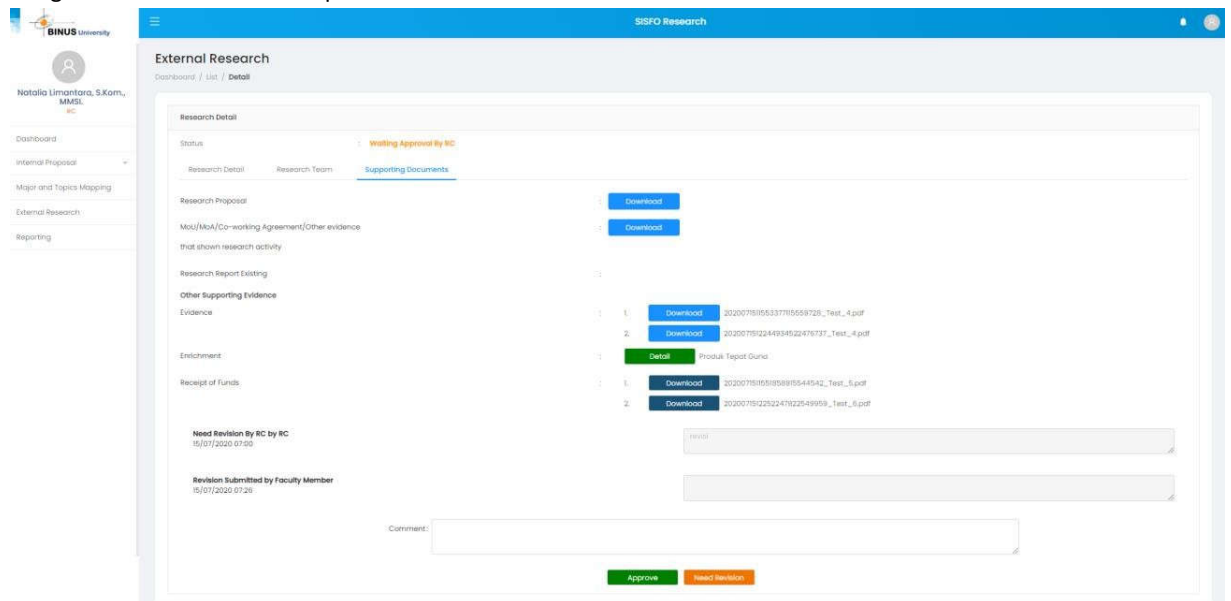 BINUS University
SISFO Research
Natalia Limantara, S.Kom.,
MMSI.
RC
Dashboard
Internal Proposal
Major and Topics Mapping
External Research
Reporting
External Research
Dashboard / List / Detail
Research Detail
Status : Waiting Approval By RC
Research Detail Research Team Supporting Documents
Research Proposal : Download
MoU/MoA/Co-working Agreement/Other evidence : Download
that shown research activity
Research Report Existing :
Other Supporting Evidence
Evidence : 1. Download
2. Download
Enrichment : Detail Produk Tepat Guna
Receipt of Funds : 1. Download
2. Download
Need Revision By RC by RC
15/07/2020 07:00
Revision Submitted by Faculty Member
15/07/2020 07:26
Comment :
Approve Need Revision